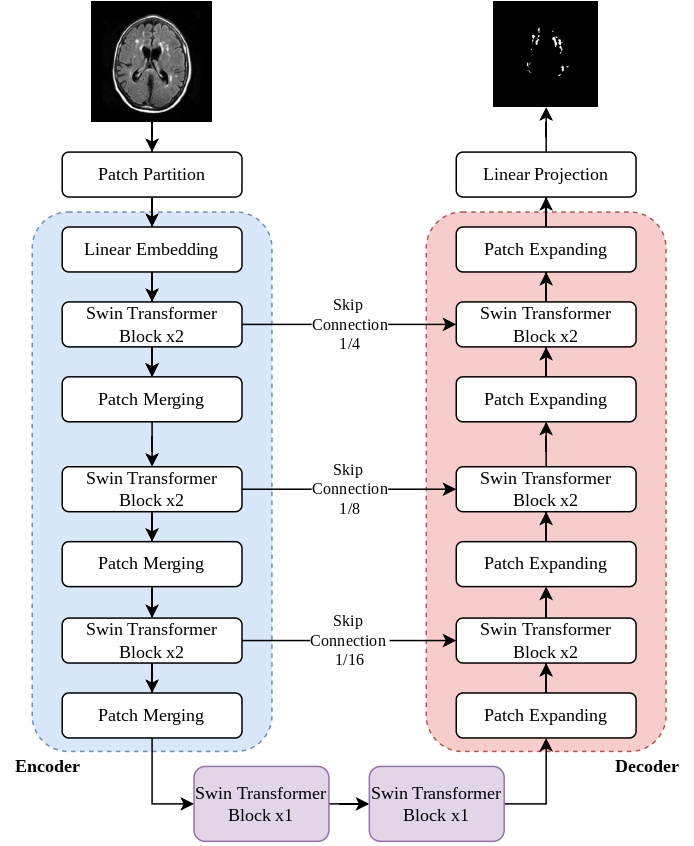 Patch Partition
Linear Embedding
Swin Transformer
Block x2
Patch Merging
Swin Transformer
Block x2
Patch Merging
Swin Transformer
Block x2
Patch Merging
Encoder
Skip
Connection
1/4
Skip
Connection
1/8
Skip
Connection
1/16
Swin Transformer
Block x1
Swin Transformer
Block x1
Linear Projection
Patch Expanding
Swin Transformer
Block x2
Patch Expanding
Swin Transformer
Block x2
Patch Expanding
Swin Transformer
Block x2
Patch Expanding
Decoder